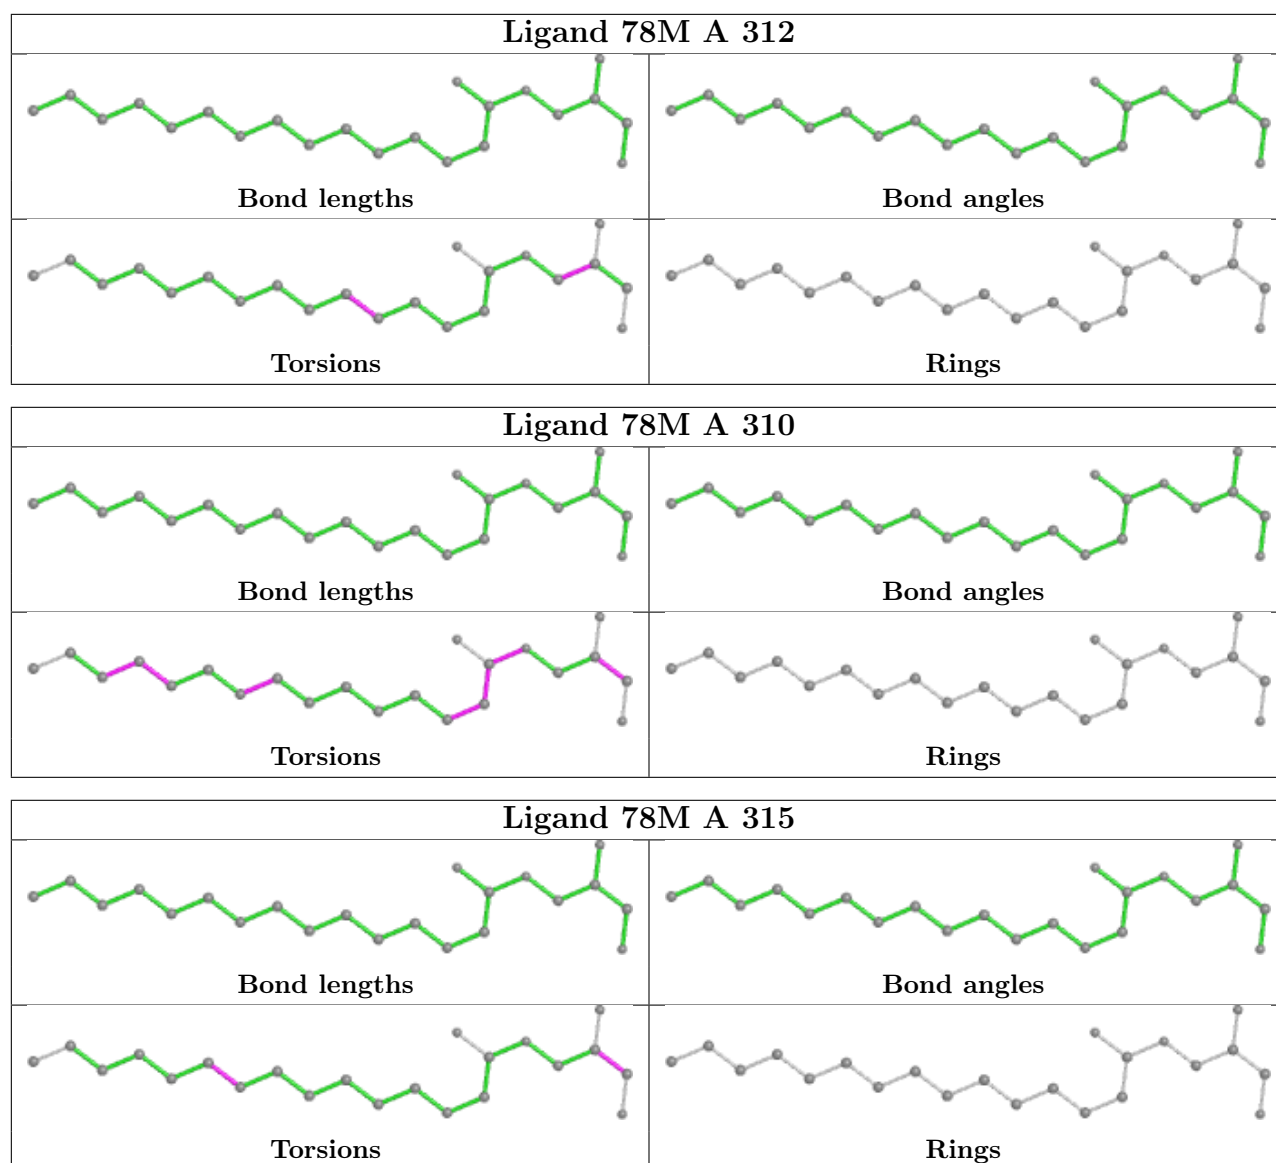 Ligand 78M A 312
Bond lengths
Bond angles
Torsions
Rings
Ligand 78M A 310
Bond lengths
Bond angles
Torsions
Rings
Ligand 78M A 315
Bond lengths
Bond angles
Torsions
Rings